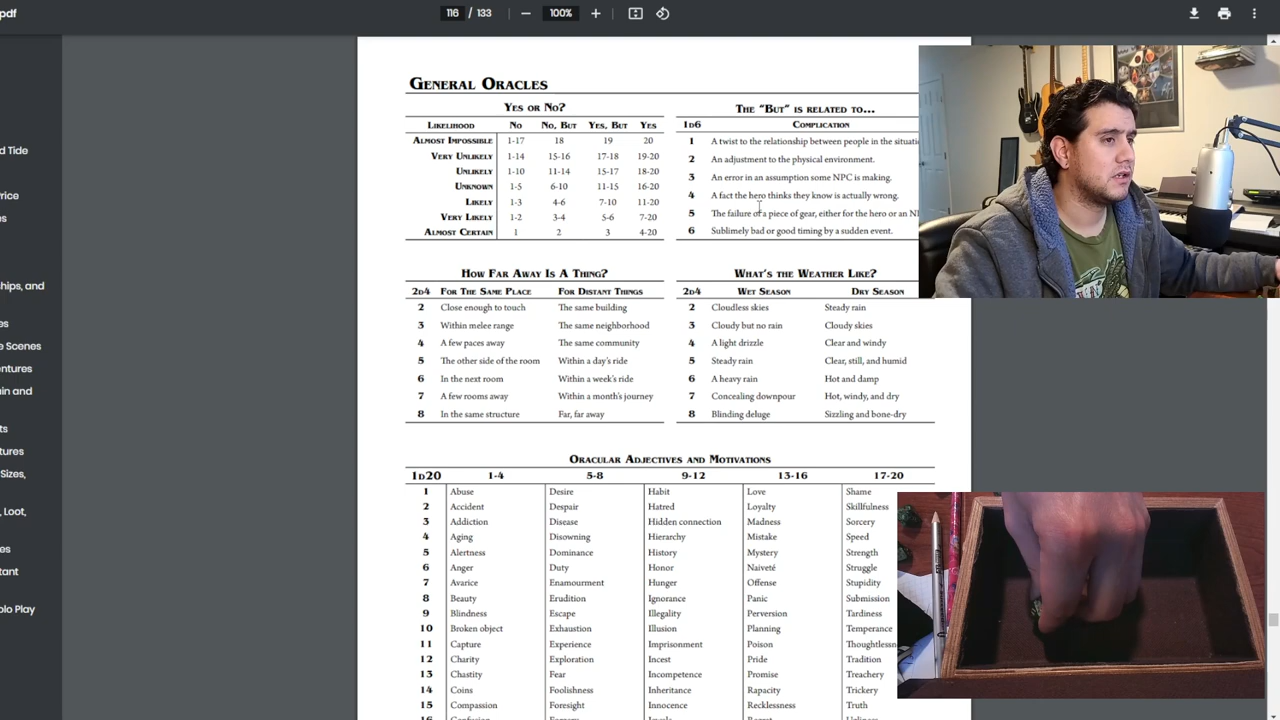 pdf
116 / 133
100%
d Tide
ships, and
e Scenes
entures
ain and
ts
tures
Sizes,
, Loot,
es
tant
olo Play
General Oracles
Yes or No?
Likelihood No No, But Yes, But Yes
Almost Impossible 1-17 18 19 20
Very Unlikely 1-14 15-16 17-18 19-20
Unlikely 1-10 11-14 15-17 18-20
Unknown 1-5 6-10 11-15 16-20
Likely 1-3 4-6 7-10 11-20
Very Likely 1-2 3-4 5-6 7-20
Almost Certain 1 2 3 4-20
The "But" is related to...
1d6 Complication
1 A twist to the relationship between people in the situati
2 An adjustment to the physical environment.
3 An error in an assumption some NPC is making.
4 A fact the hero thinks they know is actually wrong.
5 The failure of a piece of gear, either for the hero or an N
6 Sublimely bad or good timing by a sudden event.
How Far Away Is A Thing?
2d4 For The Same Place For Distant Things
2 Close enough to touch The same building
3 Within melee range The same neighborhood
4 A few paces away The same community
5 The other side of the room Within a day's ride
6 In the next room Within a week's ride
7 A few rooms away Within a month's journey
8 In the same structure Far, far away
What's the Weather Like?
2d4 Wet Season Dry Season
2 Cloudless skies Steady rain
3 Cloudy but no rain Cloudy skies
4 A light drizzle Clear and windy
5 Steady rain Clear, still, and humid
6 A heavy rain Hot and damp
7 Concealing downpour Hot, windy, and dry
8 Blinding deluge Sizzling and bone-dry
Oracular Adjectives and Motivations
1d20 1-4 5-8 9-12 13-16 17-20
1 Abuse Desire Habit Love Shame
2 Accident Despair Hatred Loyalty Skillfulness
3 Addiction Disease Hidden connection Madness Sorcery
4 Aging Disowning Hierarchy Mistake Speed
5 Alertness Dominance History Mystery Strength
6 Anger Duty Honor Naiveté Struggle
7 Avarice Enamourment Hunger Offense Stupidity
8 Beauty Erudition Ignorance Panic Submission
9 Blindness Escape Illegality Perversion Tardiness
10 Broken object Exhaustion Illusion Planning Temperance
11 Capture Experience Imprisonment Poison Thoughtlessn
12 Charity Exploration Incest Pride Tradition
13 Chastity Fear Incompetence Promise Treachery
14 Coins Foolishness Inheritance Rapacity Trickery
15 Compassion Foresight Innocence Recklessness Truth